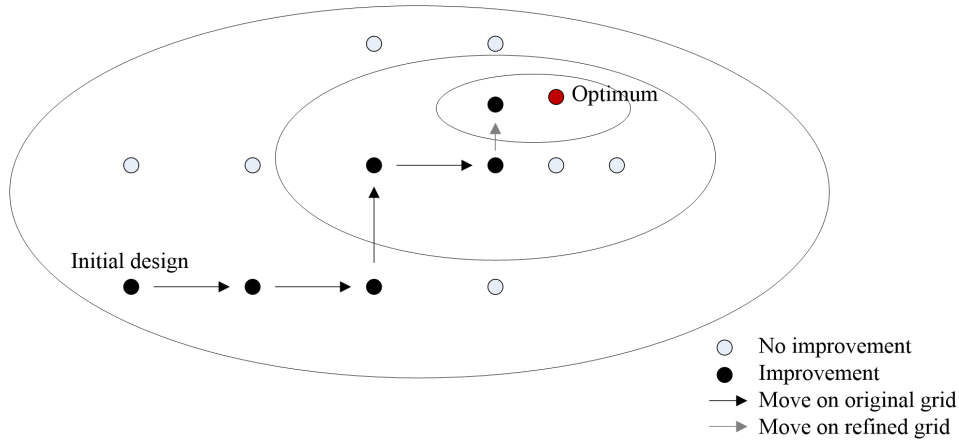 Optimum
Initial design
No improvement
Improvement
Move on original grid
Move on refined grid